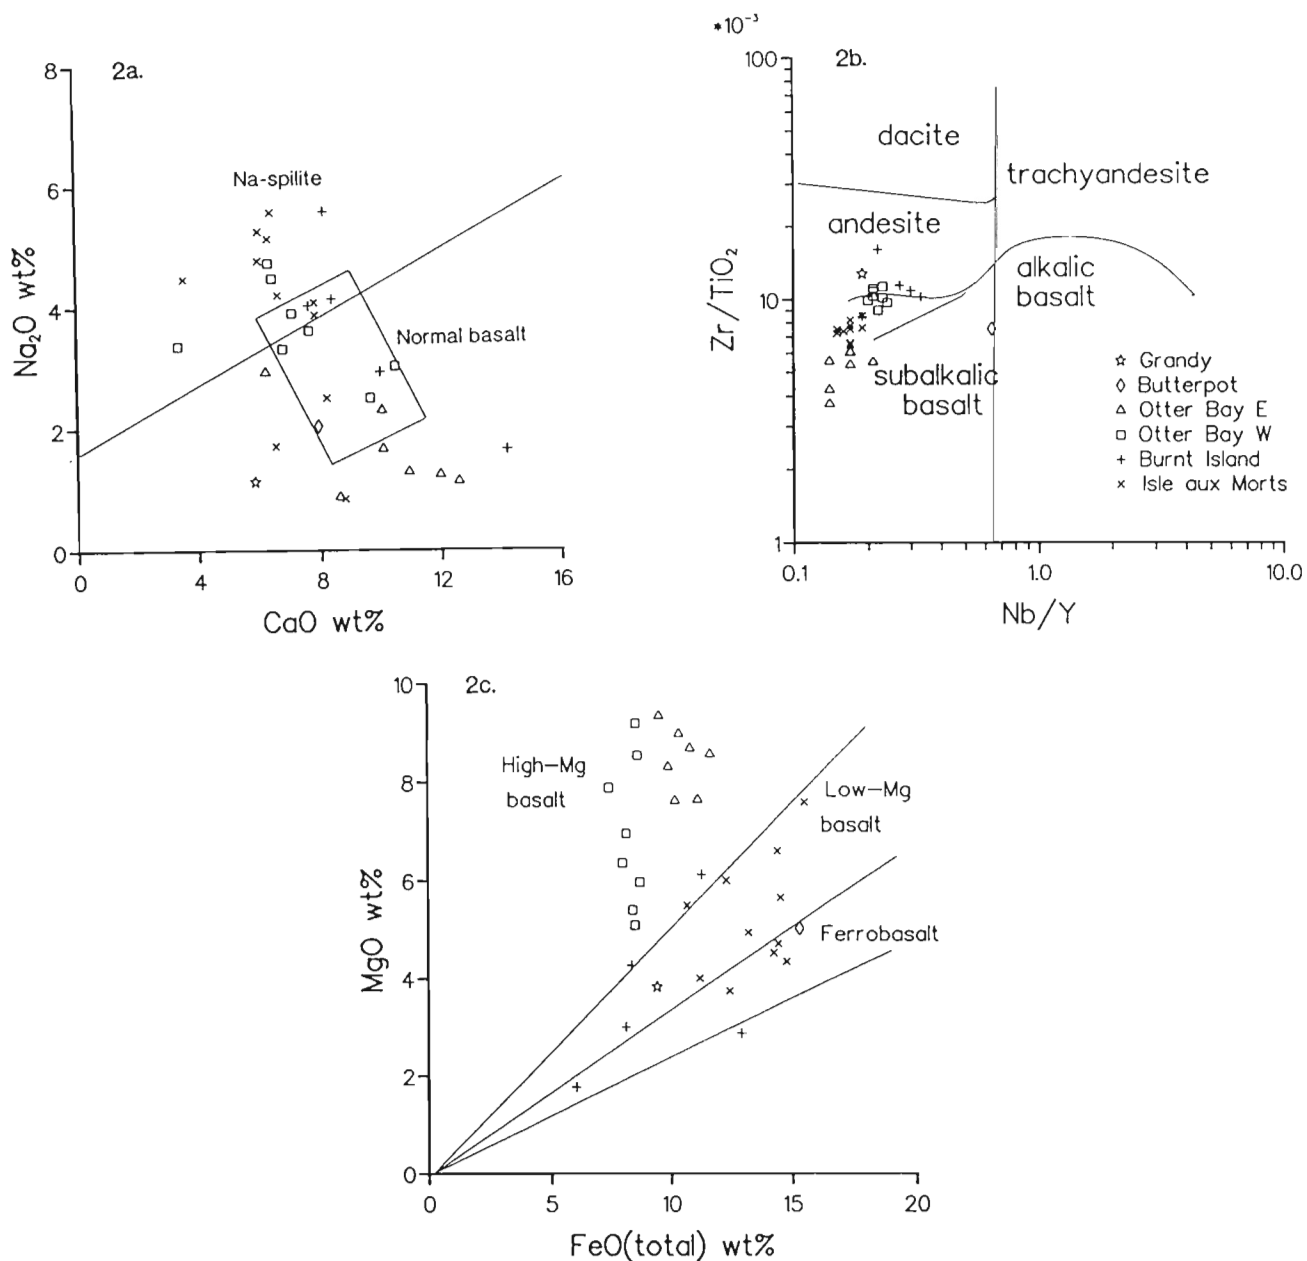 2a.
8
6
4
2
0
0 4 8 12 16
Na₂O wt%
CaO wt%
Na-spilite
Normal basalt
*10⁻³
2b.
100
10
1
0.1 1.0 10.0
Zr/TiO₂
Nb/Y
dacite
trachyandesite
andesite
alkalic
basalt
subalkalic
basalt
Grandy
Butterpot
Otter Bay E
Otter Bay W
Burnt Island
Isle aux Morts
2c.
10
8
6
4
2
0
0 5 10 15 20
MgO wt%
FeO(total) wt%
High-Mg
basalt
Low-Mg
basalt
Ferrobasalt